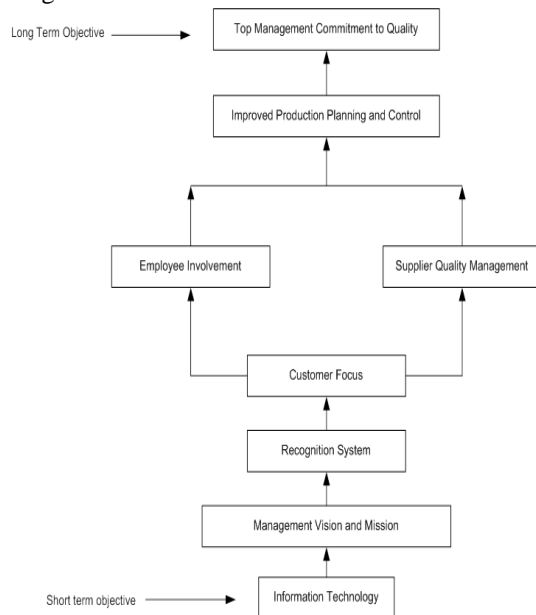 Long Term Objective
Top Management Commitment to Quality
Improved Production Planning and Control
Employee Involvement
Supplier Quality Management
Customer Focus
Recognition System
Management Vision and Mission
Short term objective
Information Technology